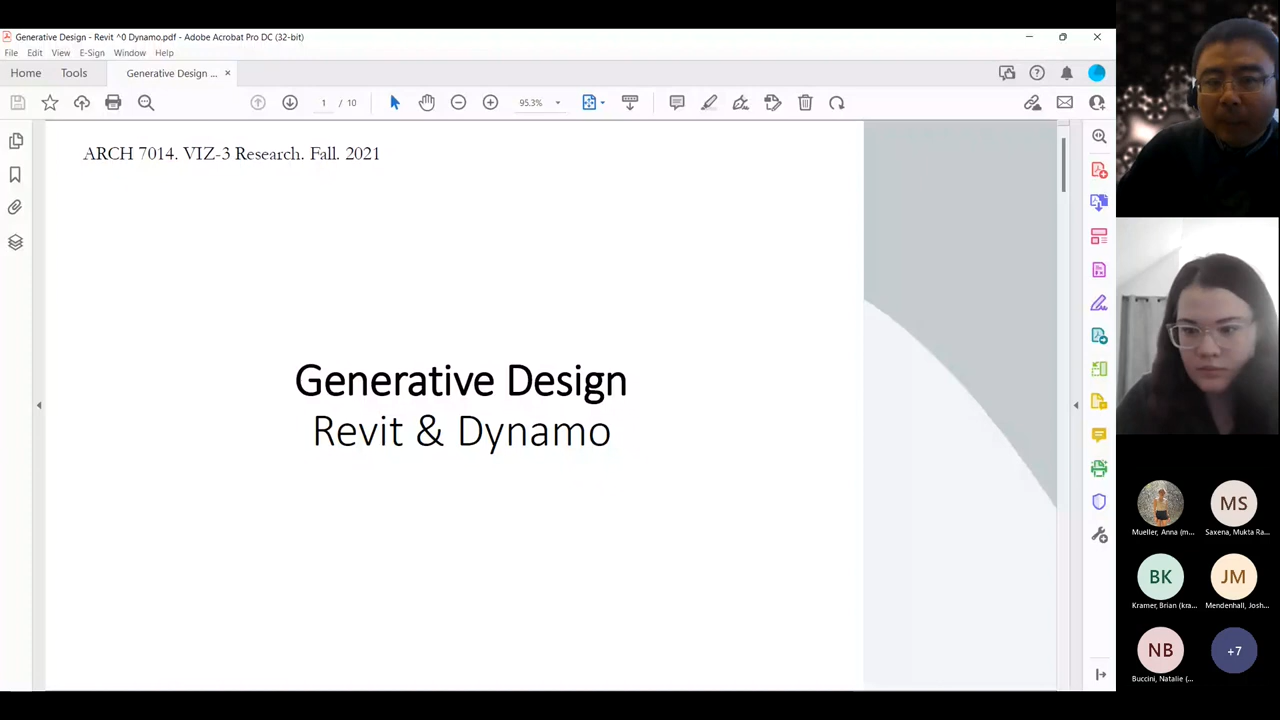 Generative Design - Revit ^0 Dynamo.pdf - Adobe Acrobat Pro DC (32-bit)
File Edit View E-Sign Window Help
Home Tools Generative Design ... ×
1 / 10 95.3%
ARCH 7014. VIZ-3 Research. Fall. 2021
Generative Design
Revit & Dynamo
MS
Mueller, Anna (m... Saxena, Mukta Ra...
BK JM
Kramer, Brian (kra... Mendenhall, Josh...
NB +7
Buccini, Natalie (...